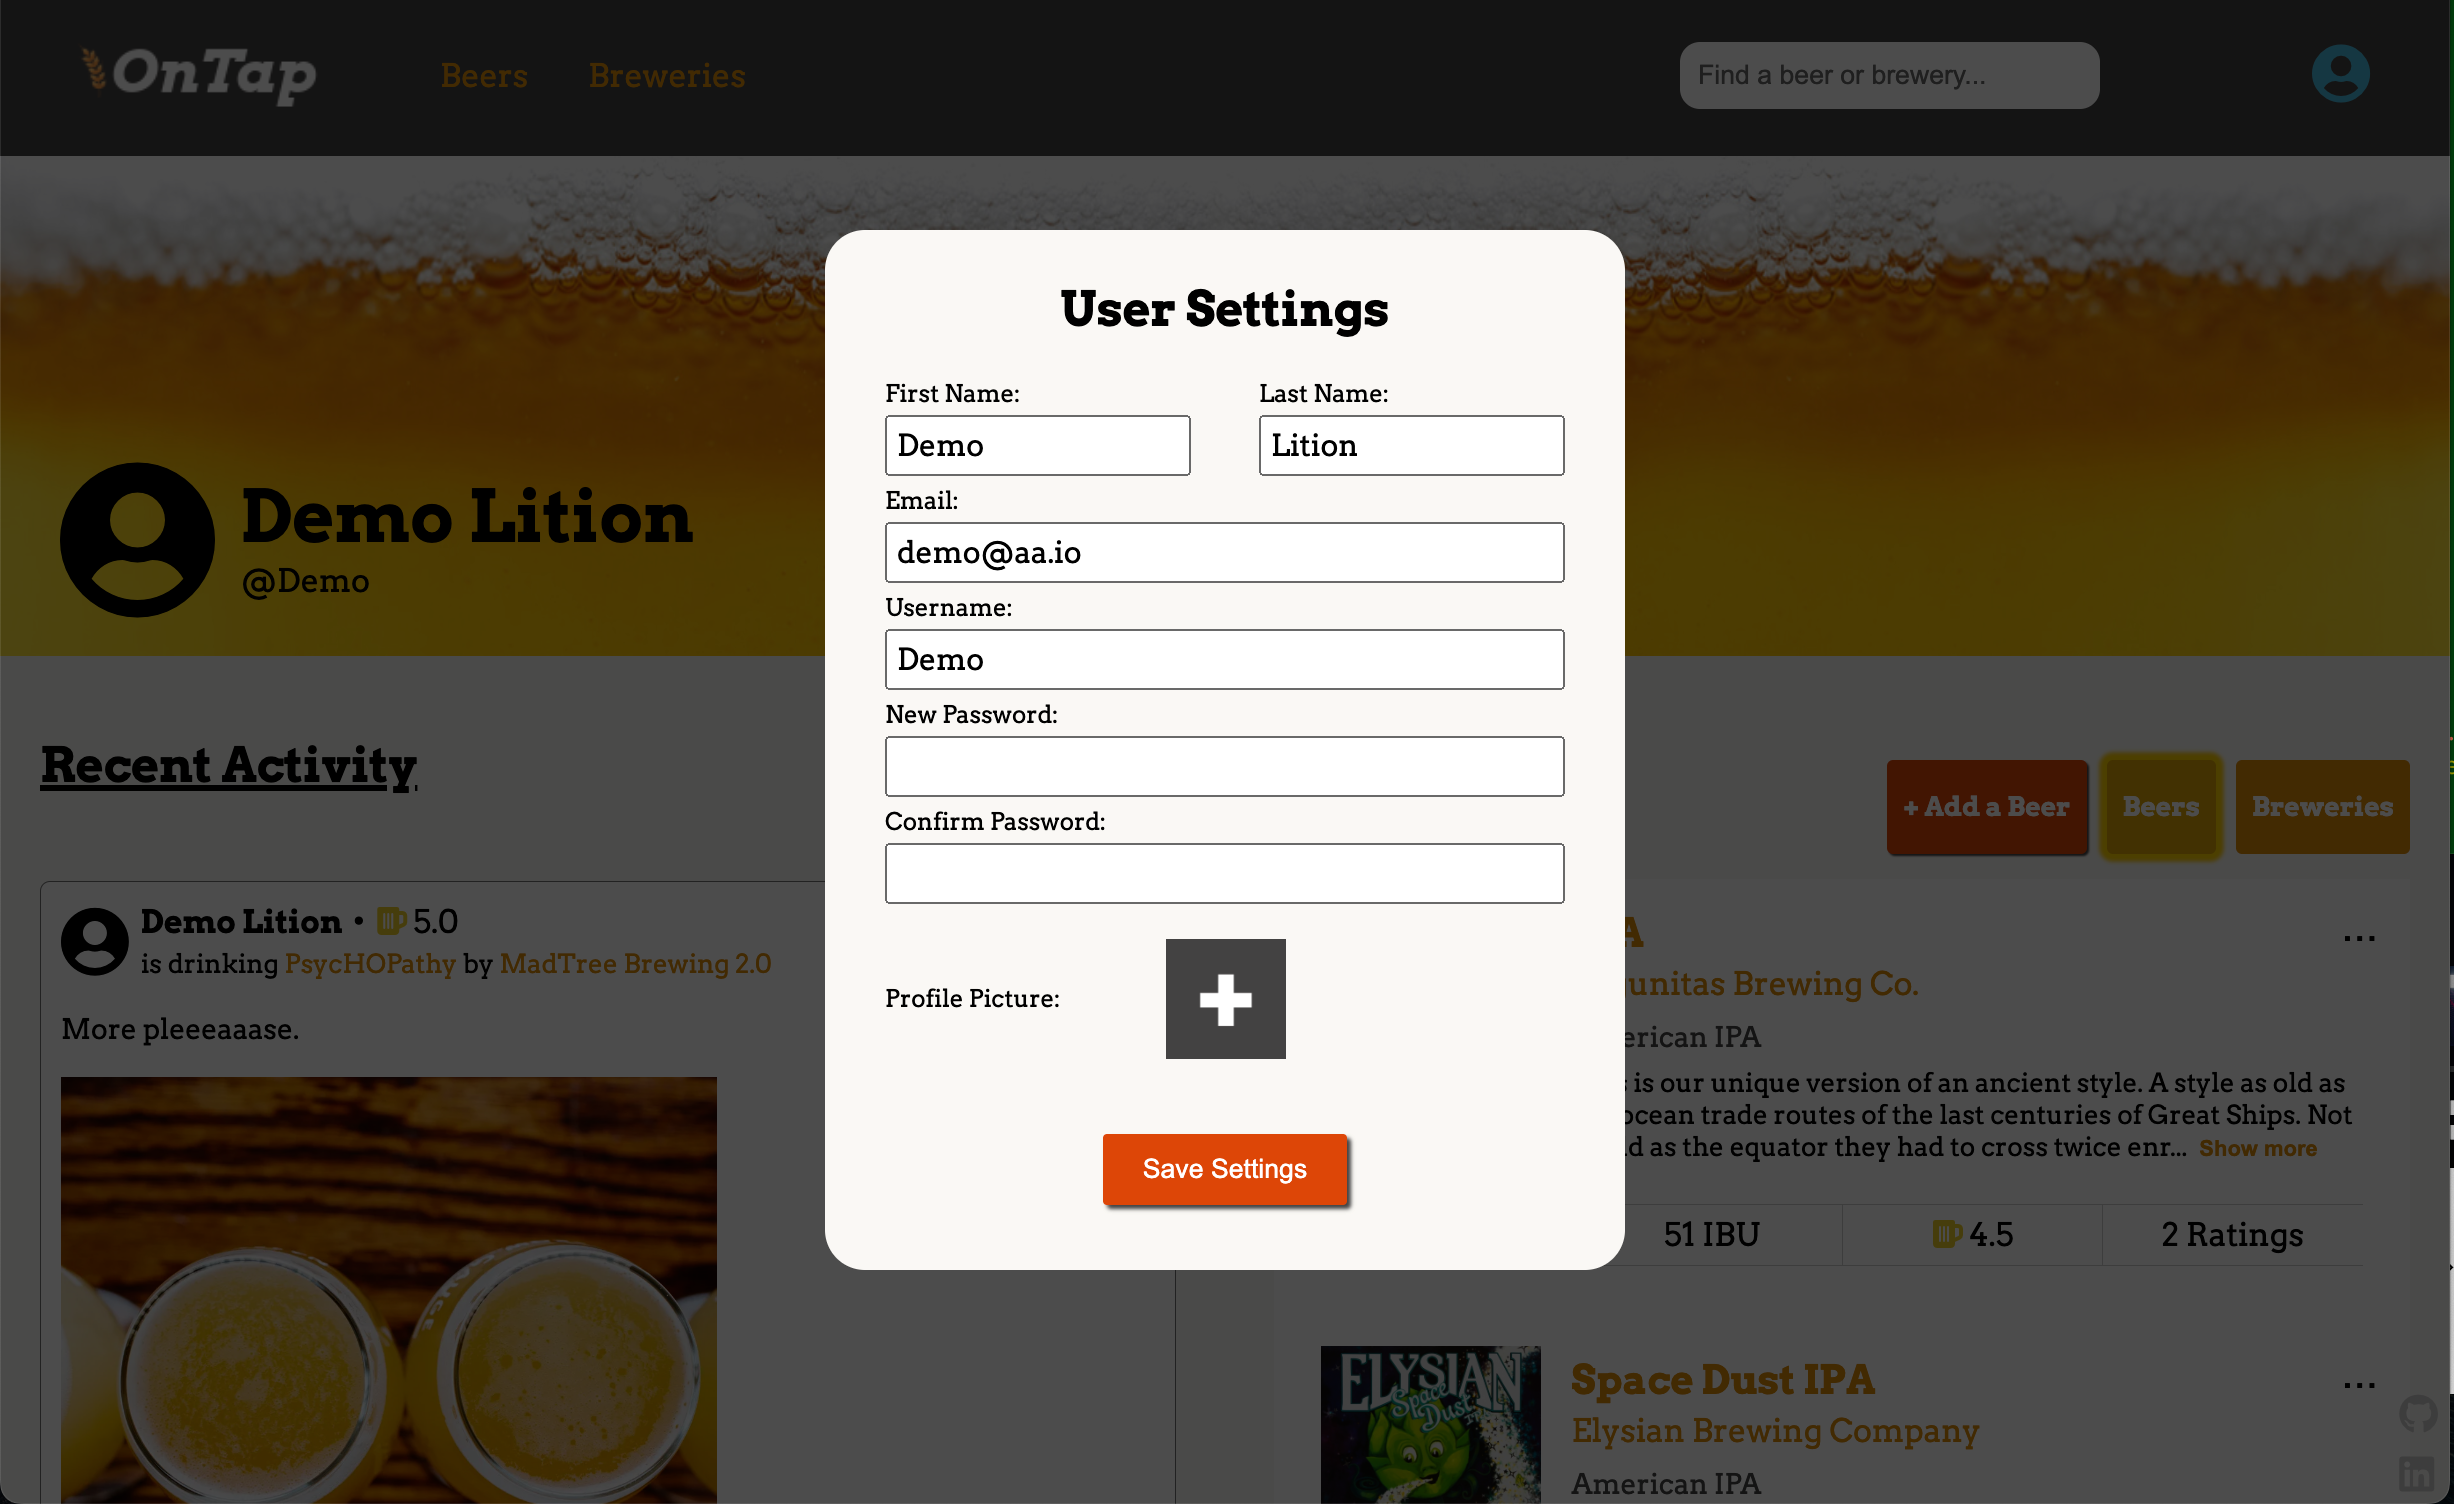 OnTap
Beers
Breweries
Find a beer or brewery...
Demo Lition
@Demo
User Settings
First Name:
Last Name:
Demo
Lition
Email:
demo@aa.io
Username:
Demo
New Password:
Confirm Password:
Profile Picture:
Save Settings
Recent Activity
+ Add a Beer
Beers
Breweries
Demo Lition • 5.0
is drinking PsycHOPathy by MadTree Brewing 2.0
More pleeeaaase.
Brewing Co.
IPA
is our unique version of an ancient style. A style as old as
ocean trade routes of the last centuries of Great Ships. Not
as the equator they had to cross twice enr... Show more
51 IBU
4.5
2 Ratings
ELYSIAN
Space
Dust
Space Dust IPA
...
Elysian Brewing Company
American IPA
in